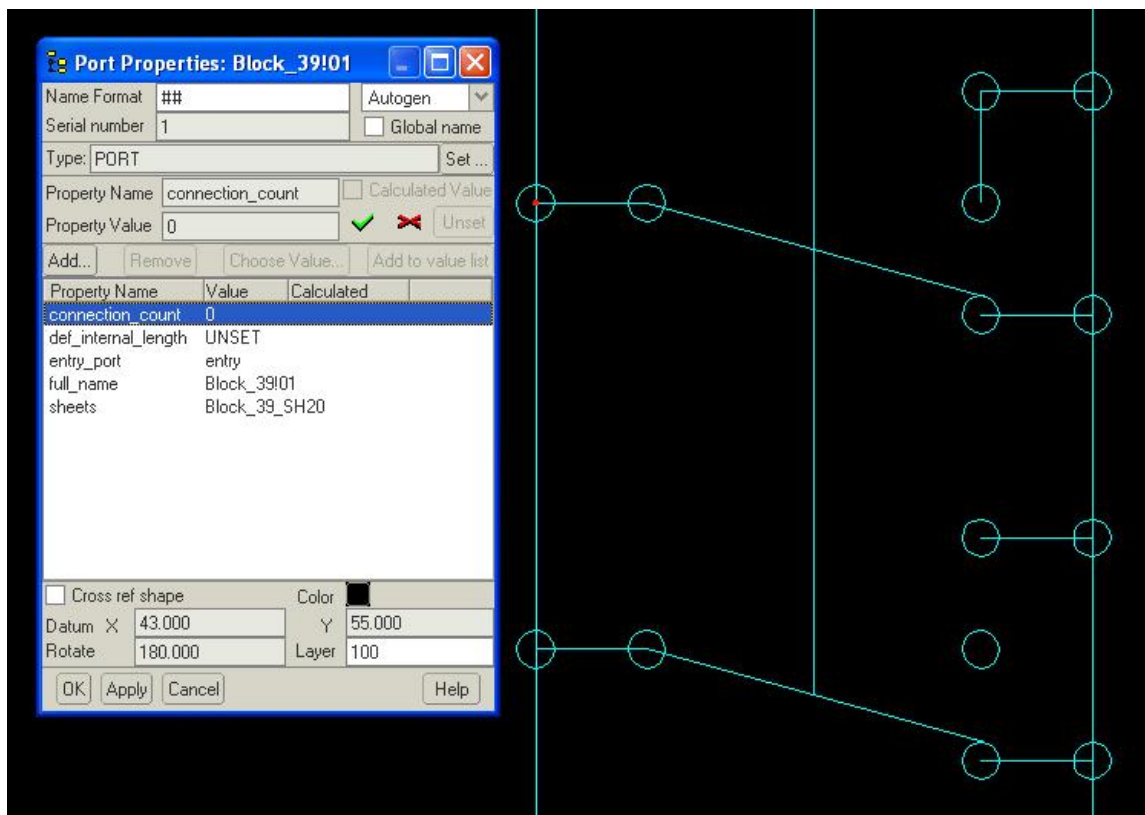 Port Properties: Block_39!01
Name Format ## Autogen
Serial number 1 Global name
Type: PORT Set ...
Property Name connection_count Calculated Value
Property Value 0 Unset
Add... Remove Choose Value... Add to value list
Property Name Value Calculated
connection_count 0
def_internal_length UNSET
entry_port entry
full_name Block_39!01
sheets Block_39_SH20
Cross ref shape Color
Datum X 43.000 Y 55.000
Rotate 180.000 Layer 100
OK Apply Cancel Help